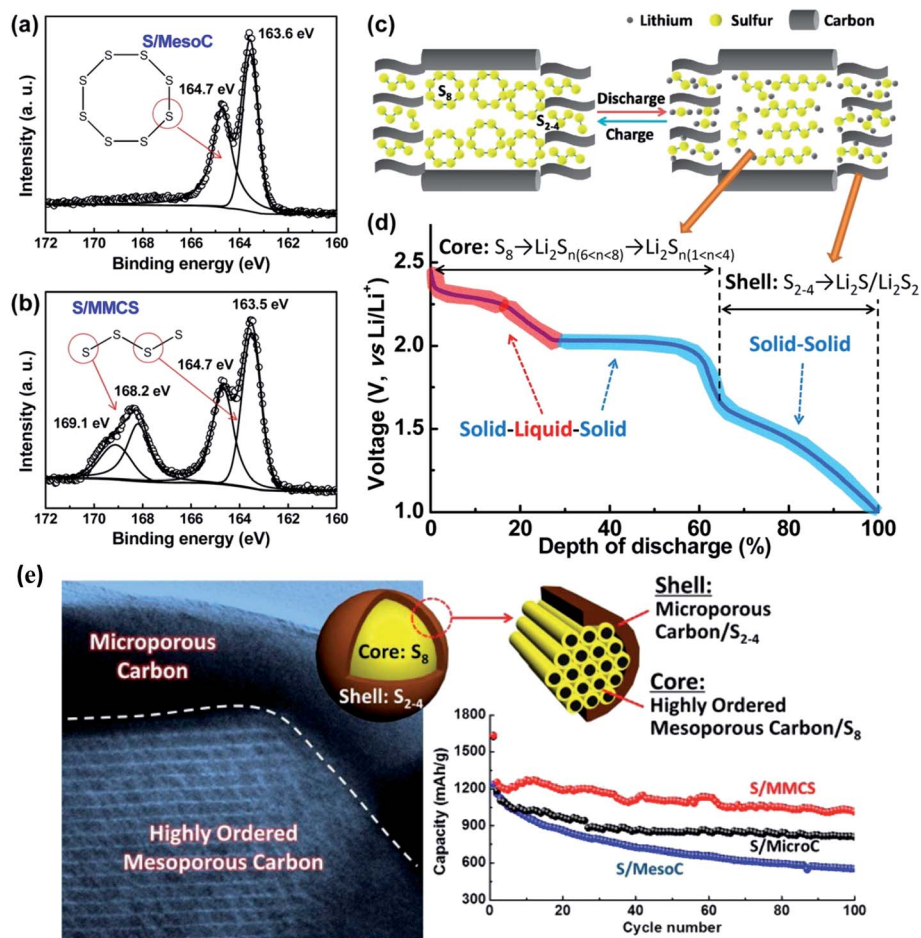 (a)
S/MesoC
163.6 eV
164.7 eV
S
S
S
S
S
S
S
S
Intensity (a. u.)
172 170 168 166 164 162 160
Binding energy (eV)
(b)
S/MMCS
163.5 eV
S
S
S
S
164.7 eV
168.2 eV
169.1 eV
Intensity (a. u.)
172 170 168 166 164 162 160
Binding energy (eV)
(c)
Lithium Sulfur Carbon
S8
S2-4
Discharge
Charge
(d)
Core: S8→Li2Sn(6<n<8)→Li2Sn(1<n<4)
Shell: S2-4→Li2S/Li2S2
Solid-Solid
Solid-Liquid-Solid
Voltage (V, vs Li/Li+)
2.5
2.0
1.5
1.0
0 20 40 60 80 100
Depth of discharge (%)
(e)
Microporous
Carbon
Highly Ordered
Mesoporous Carbon
Core: S8
Shell: S2-4
Shell:
Microporous
Carbon/S2-4
Core:
Highly Ordered
Mesoporous Carbon/S8
Capacity (mAh/g)
1800
1500
1200
900
600
300
S/MMCS
S/MicroC
S/MesoC
0 20 40 60 80 100
Cycle number